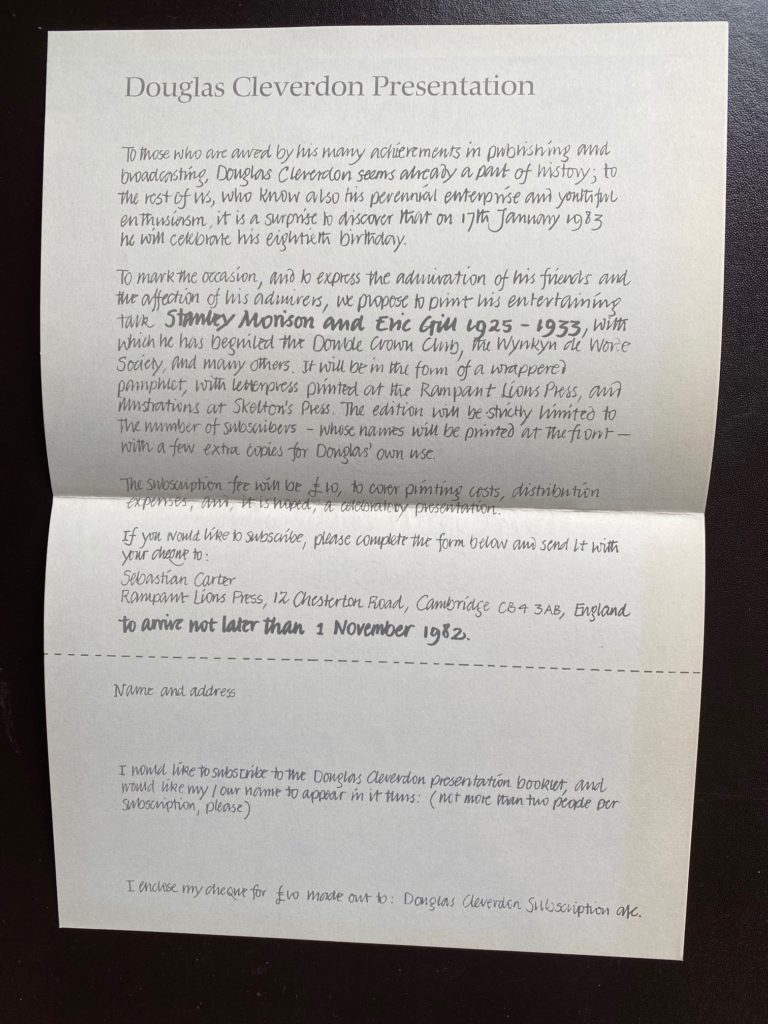 Douglas Cleverdon Presentation
To those who are awed by his many achievements in publishing and
broadcasting, Douglas Cleverdon seems already a part of history; to
the rest of us, who know also his perennial enterprise and youthful
enthusiasm, it is a surprise to discover that on 17th January 1983
he will celebrate his eightieth birthday.
To mark the occasion, and to express the admiration of his friends and
the affection of his admirers, we propose to print his entertaining
talk Stanley Morison and Eric Gill 1925 - 1933, with
which he has beguiled the Double Crown Club, the Wynkyn de Worde
Society, and many others. It will be in the form of a wrappered
pamphlet, with letterpress printed at the Rampant Lions Press, and
illustrations at Skelton's Press. The edition will be strictly limited to
the number of subscribers - whose names will be printed at the front —
with a few extra copies for Douglas' own use.
The subscription fee will be £10, to cover printing costs, distribution
expenses, and, it is hoped, a celebratory presentation.
If you would like to subscribe, please complete the form below and send it with
your cheque to:
Sebastian Carter
Rampant Lions Press, 12 Chesterton Road, Cambridge CB4 3AB, England
to arrive not later than 1 November 1982.
Name and address
I would like to subscribe to the Douglas Cleverdon presentation booklet, and
would like my / our name to appear in it thus: (not more than two people per
subscription, please)
I enclose my cheque for £10 made out to: Douglas Cleverdon Subscription a/c.